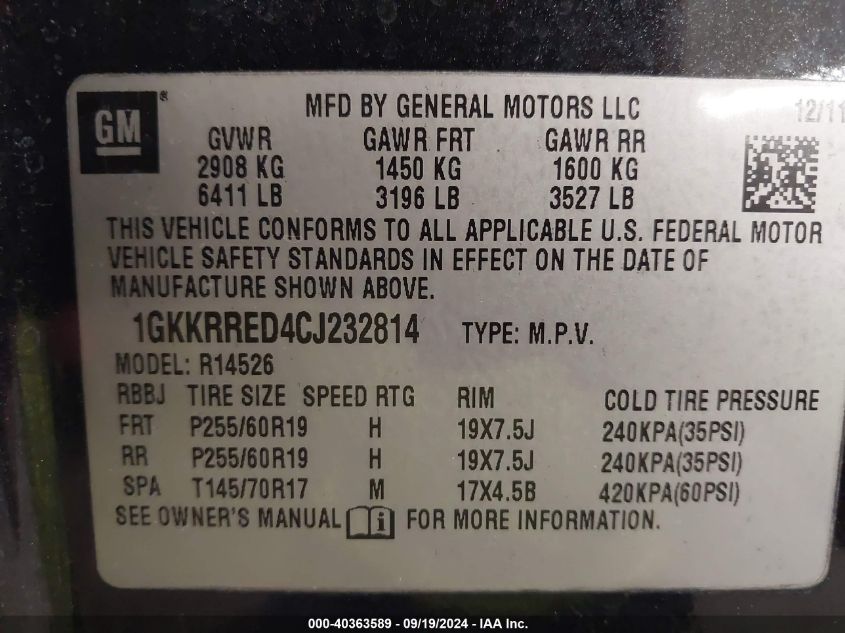 GM ®
MFD BY GENERAL MOTORS LLC 12/11
GVWR GAWR FRT GAWR RR
2908 KG 1450 KG 1600 KG
6411 LB 3196 LB 3527 LB
THIS VEHICLE CONFORMS TO ALL APPLICABLE U.S. FEDERAL MOTOR
VEHICLE SAFETY STANDARDS IN EFFECT ON THE DATE OF
MANUFACTURE SHOWN ABOVE.
1GKKRRED4CJ232814 TYPE: M.P.V.
MODEL: R14526
RBBJ TIRE SIZE SPEED RTG RIM COLD TIRE PRESSURE
FRT P255/60R19 H 19X7.5J 240KPA(35PSI)
RR P255/60R19 H 19X7.5J 240KPA(35PSI)
SPA T145/70R17 M 17X4.5B 420KPA(60PSI)
SEE OWNER'S MANUAL i FOR MORE INFORMATION.
000-40363589 - 09/19/2024 - IAA Inc.